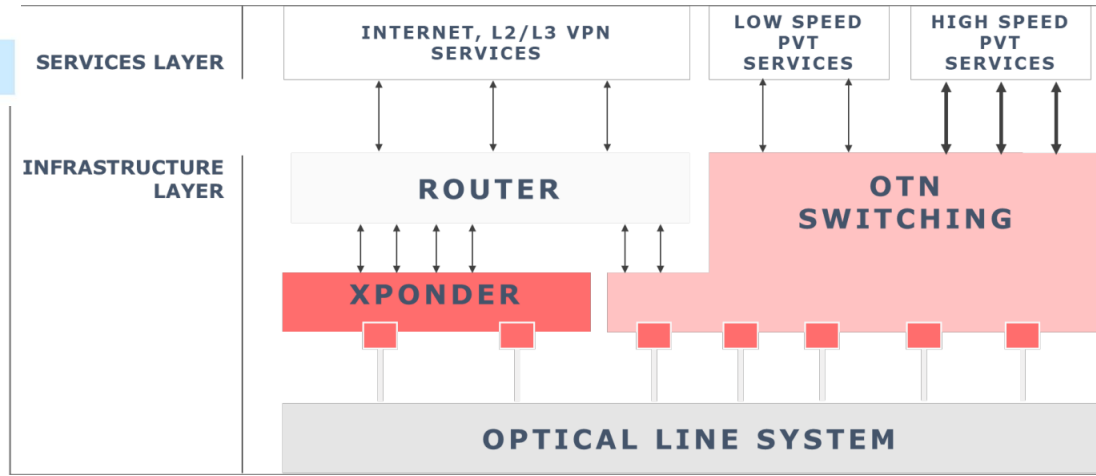 SERVICES LAYER
INTERNET, L2/L3 VPN
SERVICES
LOW SPEED
PVT
SERVICES
HIGH SPEED
PVT
SERVICES
INFRASTRUCTURE
LAYER
ROUTER
OTN
SWITCHING
XPONDER
OPTICAL LINE SYSTEM